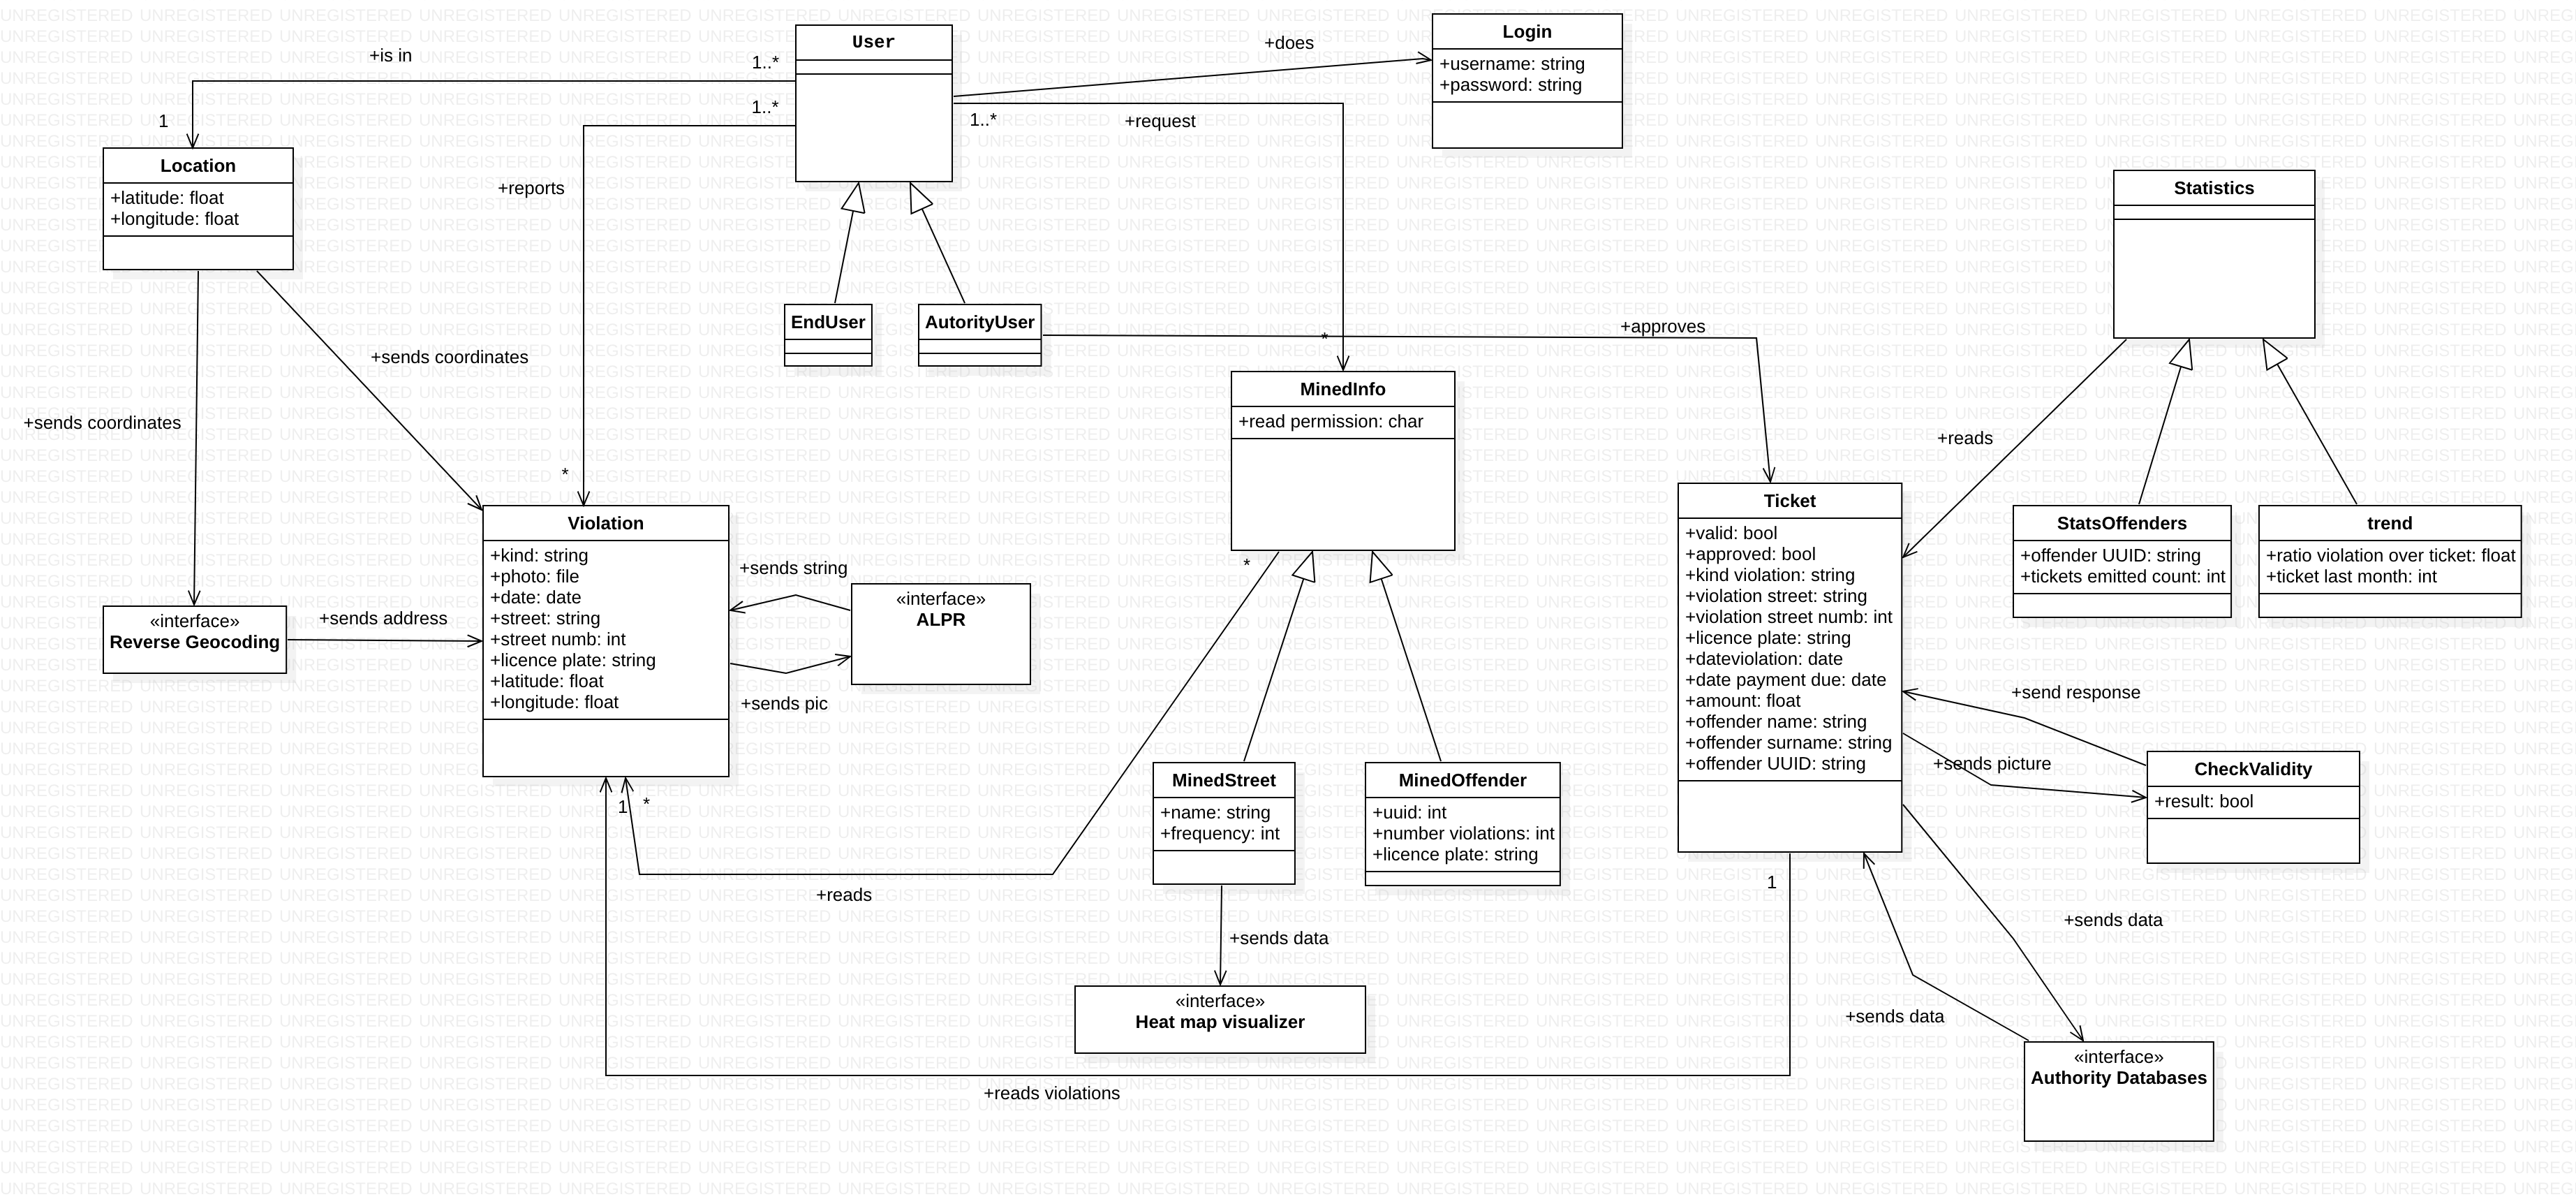 User
Login
+username: string
+password: string
+is in
1..*
+does
1..*
1..*
+request
1
Location
+latitude: float
+longitude: float
+reports
Statistics
EndUser
AutorityUser
+approves
*
+sends coordinates
+sends coordinates
MinedInfo
+read permission: char
+reads
*
Violation
+kind: string
+photo: file
+date: date
+street: string
+street numb: int
+licence plate: string
+latitude: float
+longitude: float
Ticket
+valid: bool
+approved: bool
+kind violation: string
+violation street: string
+violation street numb: int
+licence plate: string
+dateviolation: date
+date payment due: date
+amount: float
+offender name: string
+offender surname: string
+offender UUID: string
StatsOffenders
+offender UUID: string
+tickets emitted count: int
trend
+ratio violation over ticket: float
+ticket last month: int
*
+sends string
«interface»
ALPR
+sends pic
«interface»
Reverse Geocoding
+sends address
+send response
+sends picture
CheckValidity
+result: bool
MinedStreet
+name: string
+frequency: int
MinedOffender
+uuid: int
+number violations: int
+licence plate: string
1
*
+reads
1
+sends data
+sends data
+sends data
«interface»
Heat map visualizer
«interface»
Authority Databases
+reads violations
UNREGISTERED